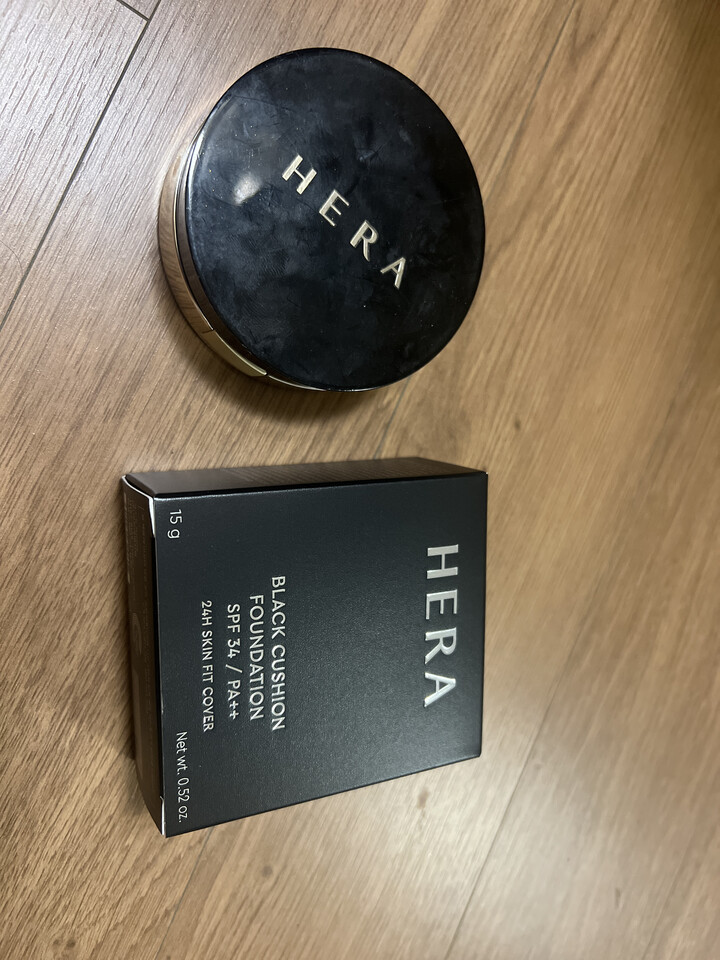 HERA
HERA
BLACK CUSHION
FOUNDATION
SPF 34 / PA++
24H SKIN FIT COVER
15 g
Net wt. 0.52 oz.